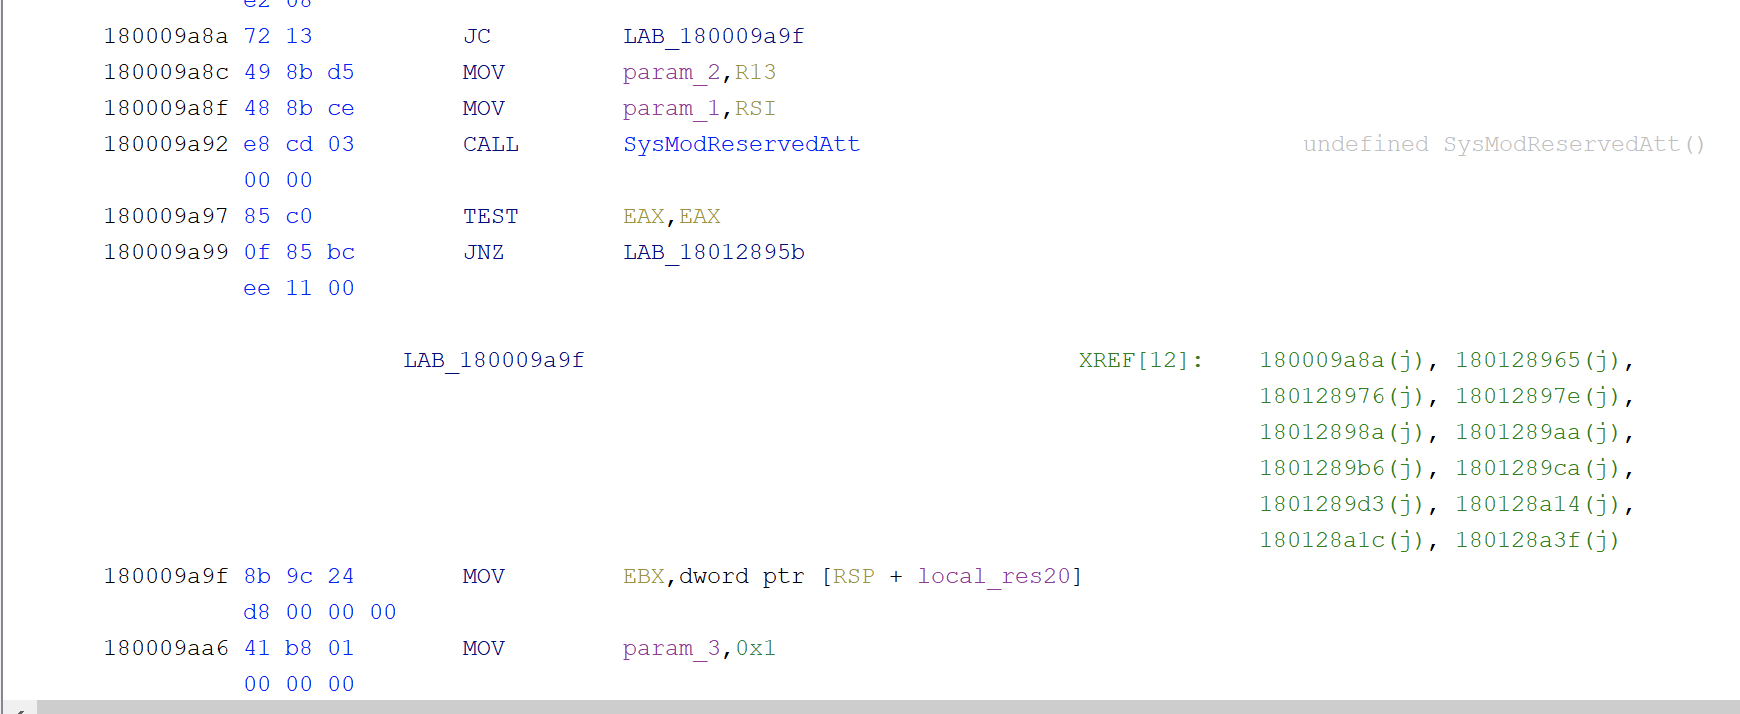 e2 08
180009a8a 72 13 JC LAB_180009a9f
180009a8c 49 8b d5 MOV param_2,R13
180009a8f 48 8b ce MOV param_1,RSI
180009a92 e8 cd 03 CALL SysModReservedAtt undefined SysModReservedAtt()
00 00
180009a97 85 c0 TEST EAX,EAX
180009a99 0f 85 bc JNZ LAB_18012895b
ee 11 00
LAB_180009a9f XREF[12]: 180009a8a(j), 180128965(j),
180128976(j), 18012897e(j),
18012898a(j), 1801289aa(j),
1801289b6(j), 1801289ca(j),
1801289d3(j), 180128a14(j),
180128a1c(j), 180128a3f(j)
180009a9f 8b 9c 24 MOV EBX,dword ptr [RSP + local_res20]
d8 00 00 00
180009aa6 41 b8 01 MOV param_3,0x1
00 00 00